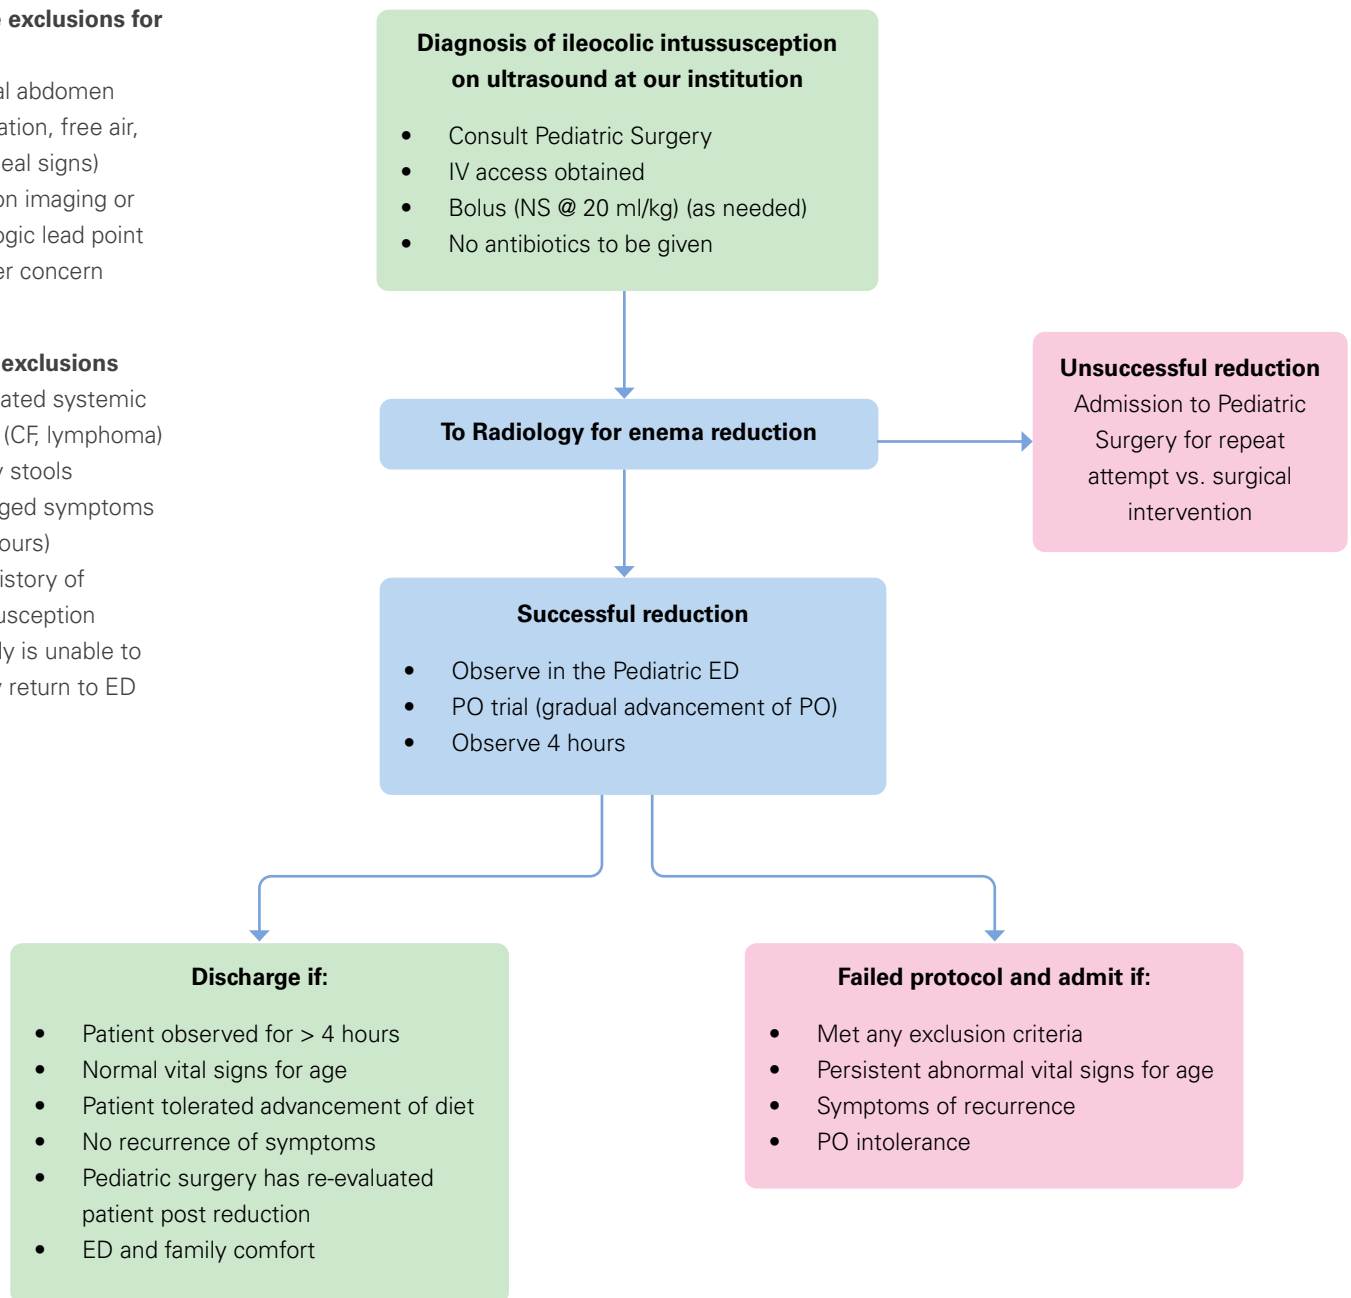 exclusions for
al abdomen
ation, free air,
eal signs)
on imaging or
ogic lead point
er concern
exclusions
ated systemic
(CF, lymphoma)
y stools
ged symptoms
ours)
istory of
usception
ly is unable to
y return to ED
Diagnosis of ileocolic intussusception
on ultrasound at our institution
• Consult Pediatric Surgery
• IV access obtained
• Bolus (NS @ 20 ml/kg) (as needed)
• No antibiotics to be given
To Radiology for enema reduction
Unsuccessful reduction
Admission to Pediatric
Surgery for repeat
attempt vs. surgical
intervention
Successful reduction
• Observe in the Pediatric ED
• PO trial (gradual advancement of PO)
• Observe 4 hours
Discharge if:
• Patient observed for > 4 hours
• Normal vital signs for age
• Patient tolerated advancement of diet
• No recurrence of symptoms
• Pediatric surgery has re-evaluated
patient post reduction
• ED and family comfort
Failed protocol and admit if:
• Met any exclusion criteria
• Persistent abnormal vital signs for age
• Symptoms of recurrence
• PO intolerance